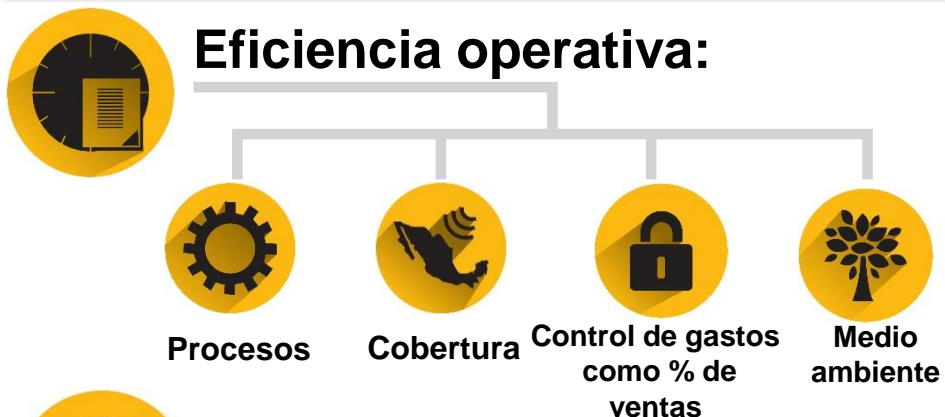 Eficiencia operativa:
Procesos
Cobertura
Control de gastos
como % de
ventas
Medio
ambiente